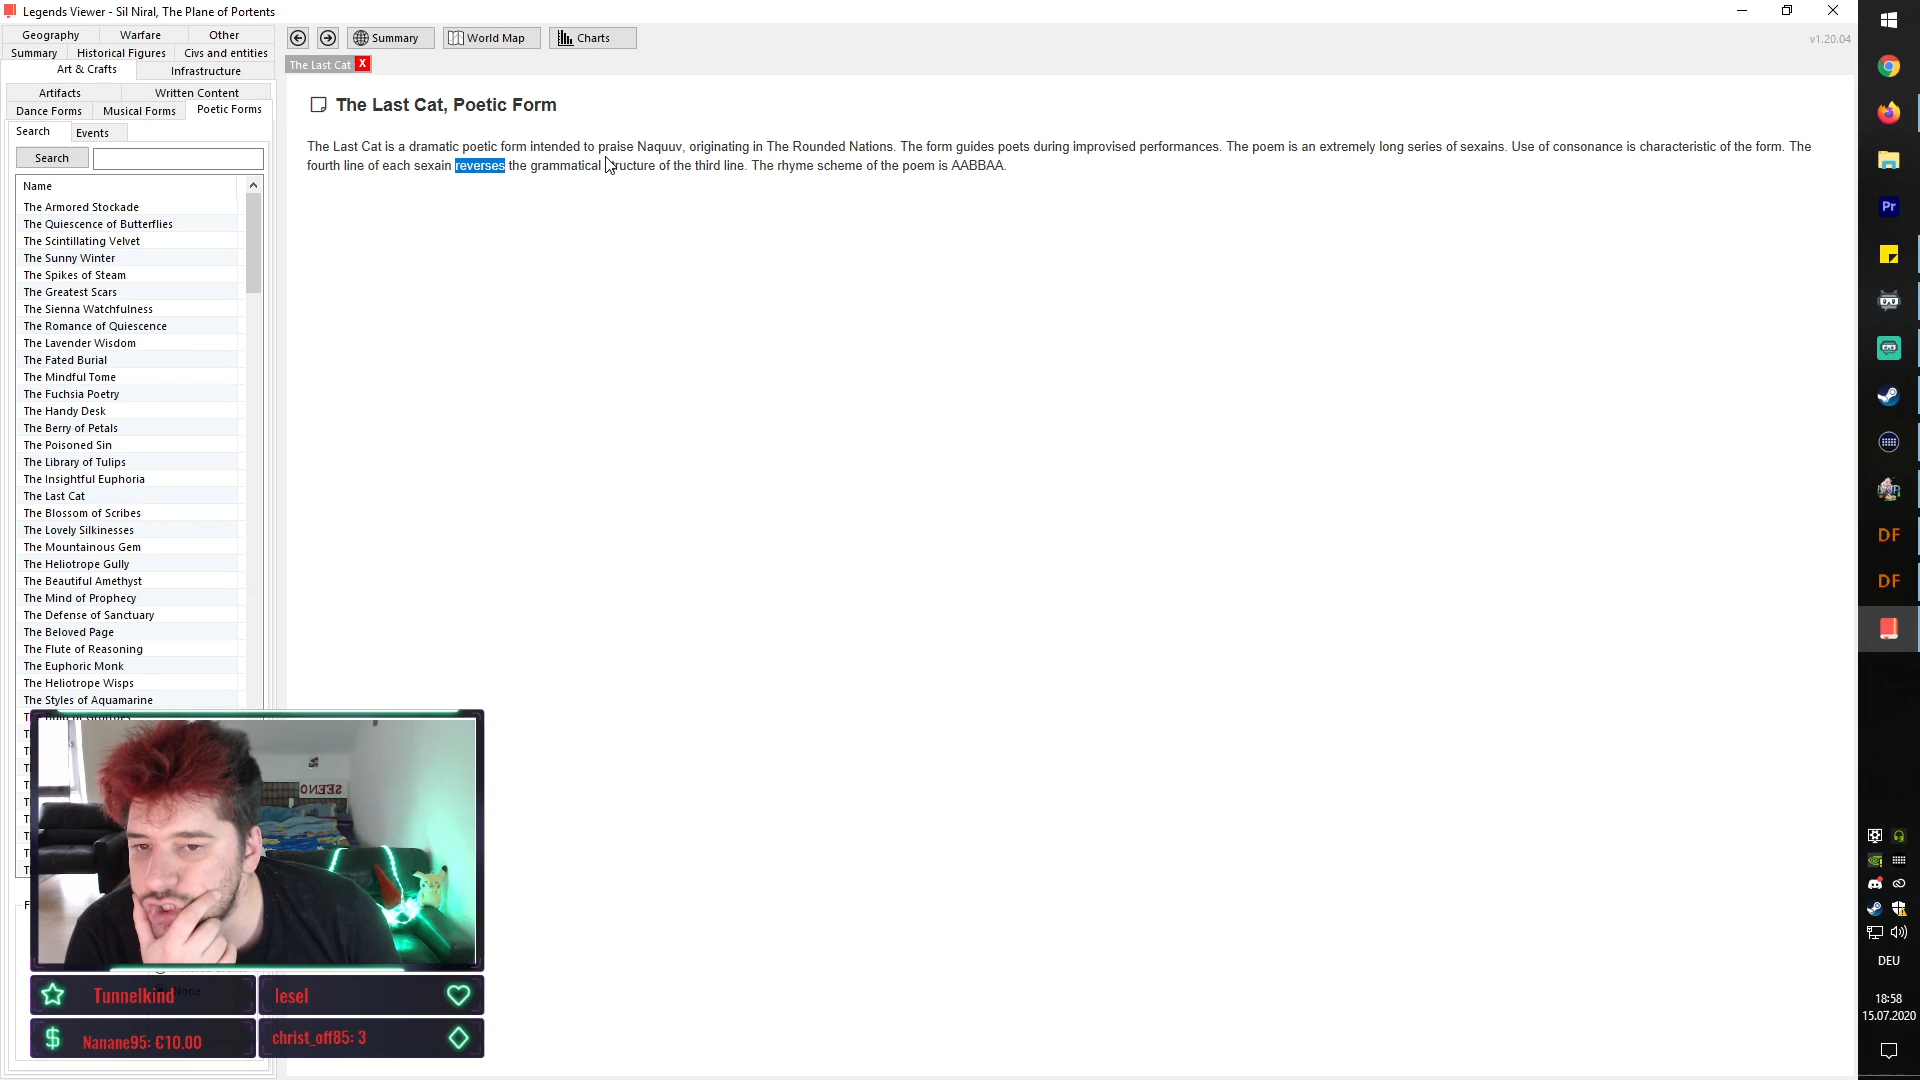 Legends Viewer - Sil Niral, The Plane of Portents
Geography Warfare Other
Summary Historical Figures Civs and entities
Art & Crafts Infrastructure
Artifacts Written Content
Dance Forms Musical Forms Poetic Forms
Search Events
Search
Name
The Armored Stockade
The Quiescence of Butterflies
The Scintillating Velvet
The Sunny Winter
The Spikes of Steam
The Greatest Scars
The Sienna Watchfulness
The Romance of Quiescence
The Lavender Wisdom
The Fated Burial
The Mindful Tome
The Fuchsia Poetry
The Handy Desk
The Berry of Petals
The Poisoned Sin
The Library of Tulips
The Insightful Euphoria
The Last Cat
The Blossom of Scribes
The Lovely Silkinesses
The Mountainous Gem
The Heliotrope Gully
The Beautiful Amethyst
The Mind of Prophecy
The Defense of Sanctuary
The Beloved Page
The Flute of Reasoning
The Euphoric Monk
The Heliotrope Wisps
The Styles of Aquamarine
Summary World Map Charts
v1.20.04
The Last Cat X
The Last Cat, Poetic Form
The Last Cat is a dramatic poetic form intended to praise Naquuv, originating in The Rounded Nations. The form guides poets during improvised performances. The poem is an extremely long series of sexains. Use of consonance is characteristic of the form. The
fourth line of each sexain reverses the grammatical structure of the third line. The rhyme scheme of the poem is AABBAA.
SEENO
None
Tunnelkind
lesel
Nanane95: €10.00
christ_off85: 3
Pr
DF
DF
DEU
18:58
15.07.2020